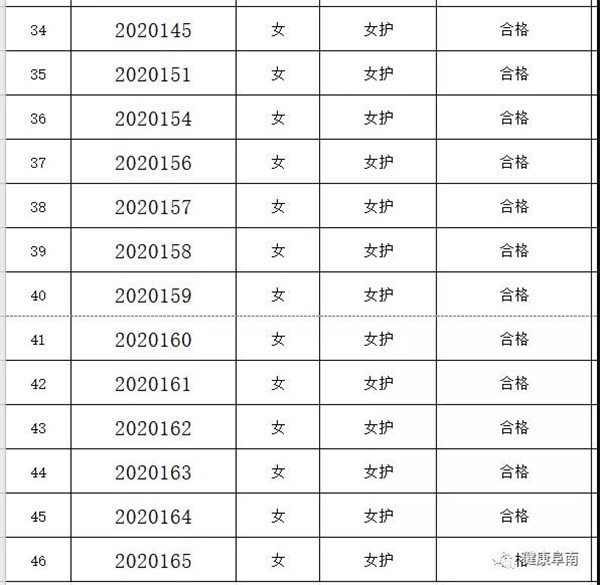 34 2020145 女 女护 合格
35 2020151 女 女护 合格
36 2020154 女 女护 合格
37 2020156 女 女护 合格
38 2020157 女 女护 合格
39 2020158 女 女护 合格
40 2020159 女 女护 合格
41 2020160 女 女护 合格
42 2020161 女 女护 合格
43 2020162 女 女护 合格
44 2020163 女 女护 合格
45 2020164 女 女护 合格
46 2020165 女 女护 合格
健康阜南